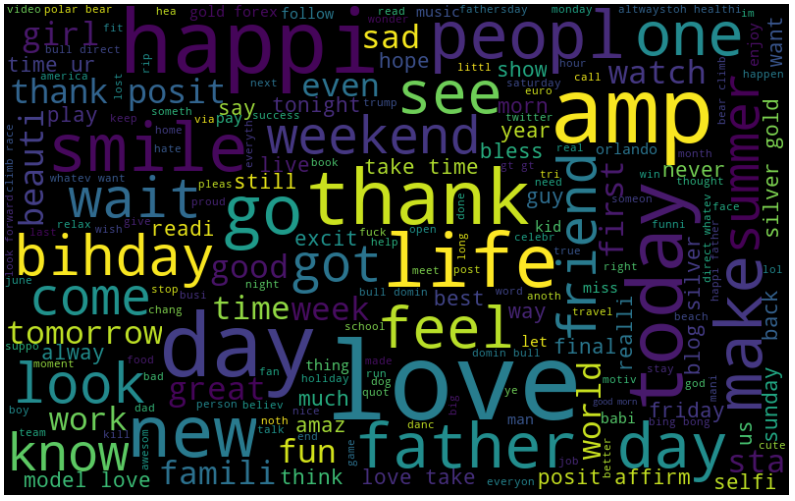 video polar bear hea gold forex follow read music fathersday monday altwaystoh healthi im
girl fit happi sad peopl wonder one want
bull direct rip hope littl enjoy
time ur america lost next even show hour watch happen
thank posit someth see call morn euro bear climb
say tonight trump year saturday amp
play keep via pay success twitter orlando
smile home weekend bless real summer silver gold
beauti hate everyth live book take time gt gt month never
whatev want pleas still thank tri need win thought
climb race wait proud go guy someon first face
relax give readi fuck done friend kid funni
last wish excit help open celebr true right direct whatev
look forward bihday good got life long today lol
june stop night meet post miss happi father
come busi bull domin word anoth travel make blog silver
chang time week best way beach back
tomorrow school feel let final realli
suppo alway day thing domin bull stay
moment food fan holiday made run love world motiv god sunday
look bad great dog ye mani us
boy dad person believ much quot big babi friday
work new nice man good morn bing bong
team kill noth amaz danc better
know awesom talk end game father day sta
famili fun job cute
model love think love take everyon posit affirm selfi